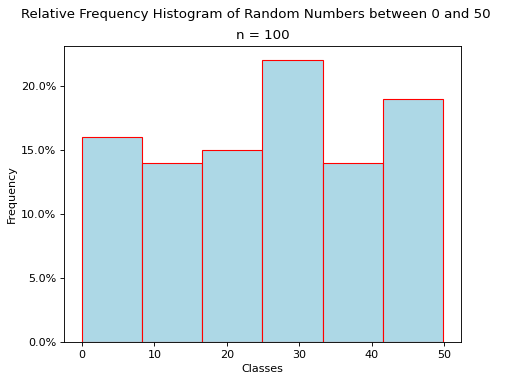 Relative Frequency Histogram of Random Numbers between 0 and 50
n = 100
20.0%
15.0%
10.0%
5.0%
0.0%
Frequency
0 10 20 30 40 50
Classes